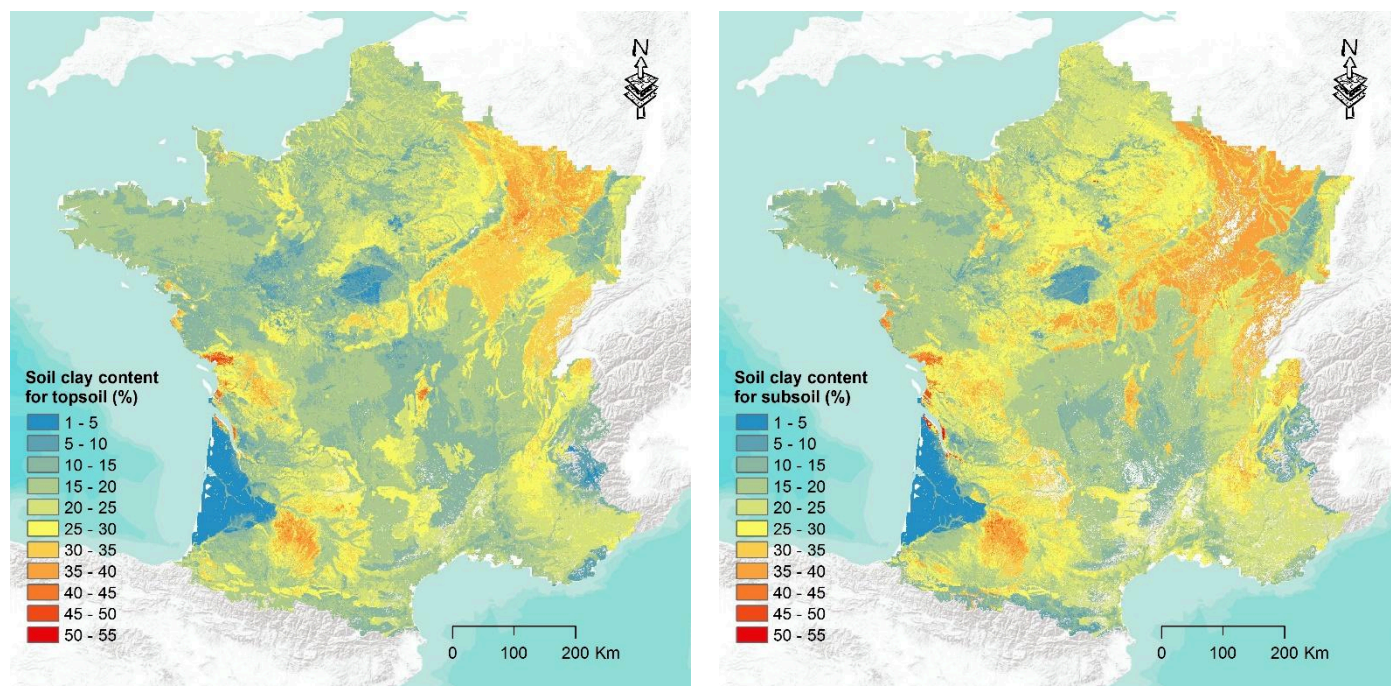 N
Soil clay content
for topsoil (%)
1 - 5
5 - 10
10 - 15
15 - 20
20 - 25
25 - 30
30 - 35
35 - 40
40 - 45
45 - 50
50 - 55
0 100 200 Km
N
Soil clay content
for subsoil (%)
1 - 5
5 - 10
10 - 15
15 - 20
20 - 25
25 - 30
30 - 35
35 - 40
40 - 45
45 - 50
50 - 55
0 100 200 Km